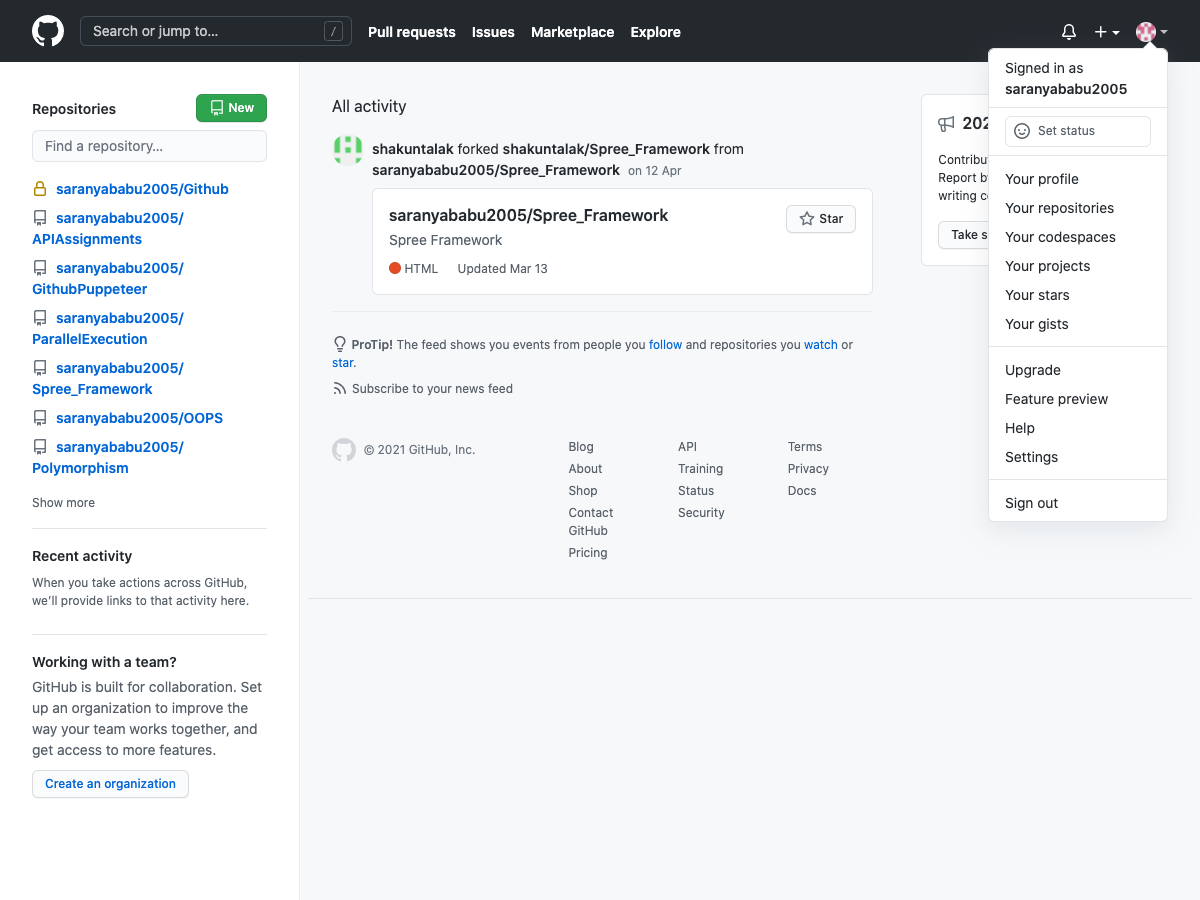 Search or jump to…
/
Pull requests
Issues
Marketplace
Explore
Repositories
New
Find a repository…
saranyababu2005/Github
saranyababu2005/
APIAssignments
saranyababu2005/
GithubPuppeteer
saranyababu2005/
ParallelExecution
saranyababu2005/
Spree_Framework
saranyababu2005/OOPS
saranyababu2005/
Polymorphism
Show more
Recent activity
When you take actions across GitHub,
we’ll provide links to that activity here.
Working with a team?
GitHub is built for collaboration. Set
up an organization to improve the
way your team works together, and
get access to more features.
Create an organization
All activity
shakuntalak forked shakuntalak/Spree_Framework from
saranyababu2005/Spree_Framework on 12 Apr
saranyababu2005/Spree_Framework
Star
Spree Framework
HTML Updated Mar 13
ProTip! The feed shows you events from people you follow and repositories you watch or
star.
Subscribe to your news feed
© 2021 GitHub, Inc.
Blog
About
Shop
Contact
GitHub
Pricing
API
Training
Status
Security
Terms
Privacy
Docs
Report
writing
Take
Signed in as
saranyababu2005
Set status
Your profile
Your repositories
Your codespaces
Your projects
Your stars
Your gists
Upgrade
Feature preview
Help
Settings
Sign out